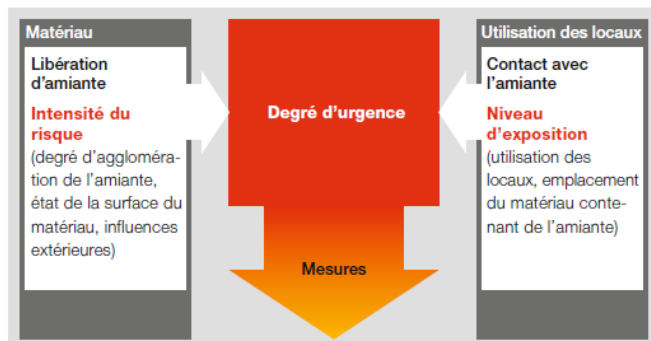 Matériau
Libération
d'amiante
Intensité du
risque
(degré d'aggloméra-
tion de l'amiante,
état de la surface du
matériau, influences
extérieures)
Degré d'urgence
Mesures
Utilisation des locaux
Contact avec
l'amiante
Niveau
d'exposition
(utilisation des
locaux, emplacement
du matériau conte-
nant de l'amiante)